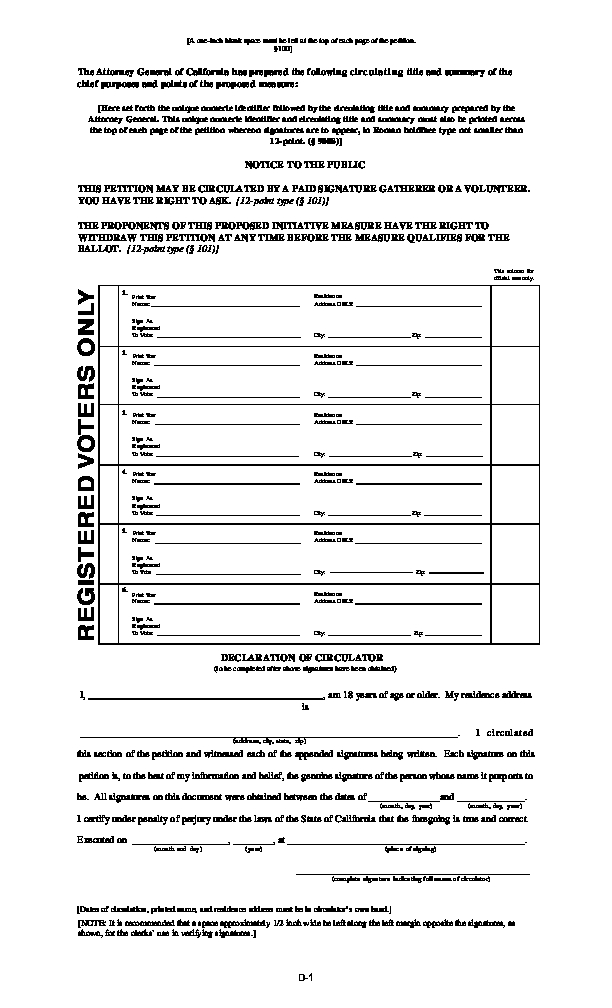 [A one-inch blank space must be left at the top of each page of the petition.
§100]
The Attorney General of California has prepared the following circulating title and summary of the
chief purposes and points of the proposed measure:
[Here set forth the unique numeric identifier followed by the circulating title and summary prepared by the
Attorney General. This unique numeric identifier and circulating title and summary must also be printed across
the top of each page of the petition whereon signatures are to appear, in Roman boldface type not smaller than
12-point. (§ 9008)]
NOTICE TO THE PUBLIC
THIS PETITION MAY BE CIRCULATED BY A PAID SIGNATURE GATHERER OR A VOLUNTEER.
YOU HAVE THE RIGHT TO ASK. [12-point type (§ 101)]
THE PROPONENTS OF THIS PROPOSED INITIATIVE MEASURE HAVE THE RIGHT TO
WITHDRAW THIS PETITION AT ANY TIME BEFORE THE MEASURE QUALIFIES FOR THE
BALLOT. [12-point type (§ 101)]
This column for
official use only.
REGISTERED VOTERS ONLY
1. Print Your Residence
Name: Address ONLY:
Sign As
Registered
To Vote: City: Zip:
2. Print Your Residence
Name: Address ONLY:
Sign As
Registered
To Vote: City: Zip:
3. Print Your Residence
Name: Address ONLY:
Sign As
Registered
To Vote: City: Zip:
4. Print Your Residence
Name: Address ONLY:
Sign As
Registered
To Vote: City: Zip:
5. Print Your Residence
Name: Address ONLY:
Sign As
Registered
To Vote: City: Zip:
6. Print Your Residence
Name: Address ONLY:
Sign As
Registered
To Vote: City: Zip:
DECLARATION OF CIRCULATOR
(to be completed after above signatures have been obtained)
I, , am 18 years of age or older. My residence address
is
. I circulated
(address, city, state, zip)
this section of the petition and witnessed each of the appended signatures being written. Each signature on this
petition is, to the best of my information and belief, the genuine signature of the person whose name it purports to
be. All signatures on this document were obtained between the dates of and .
(month, day, year) (month, day, year)
I certify under penalty of perjury under the laws of the State of California that the foregoing is true and correct.
Executed on , , at .
(month and day) (year) (place of signing)
(complete signature indicating full name of circulator)
[Dates of circulation, printed name, and residence address must be in circulator's own hand.]
[NOTE: It is recommended that a space approximately 1/2 inch wide be left along the left margin opposite the signatures, as
shown, for the clerks' use in verifying signatures.]
D-1